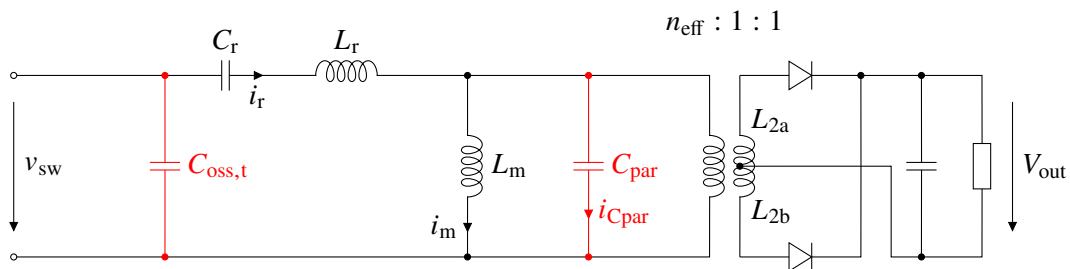 n_eff : 1 : 1
C_r
L_r
i_r
L_2a
v_sw
C_oss,t
L_m
C_par
V_out
i_m
i_Cpar
L_2b